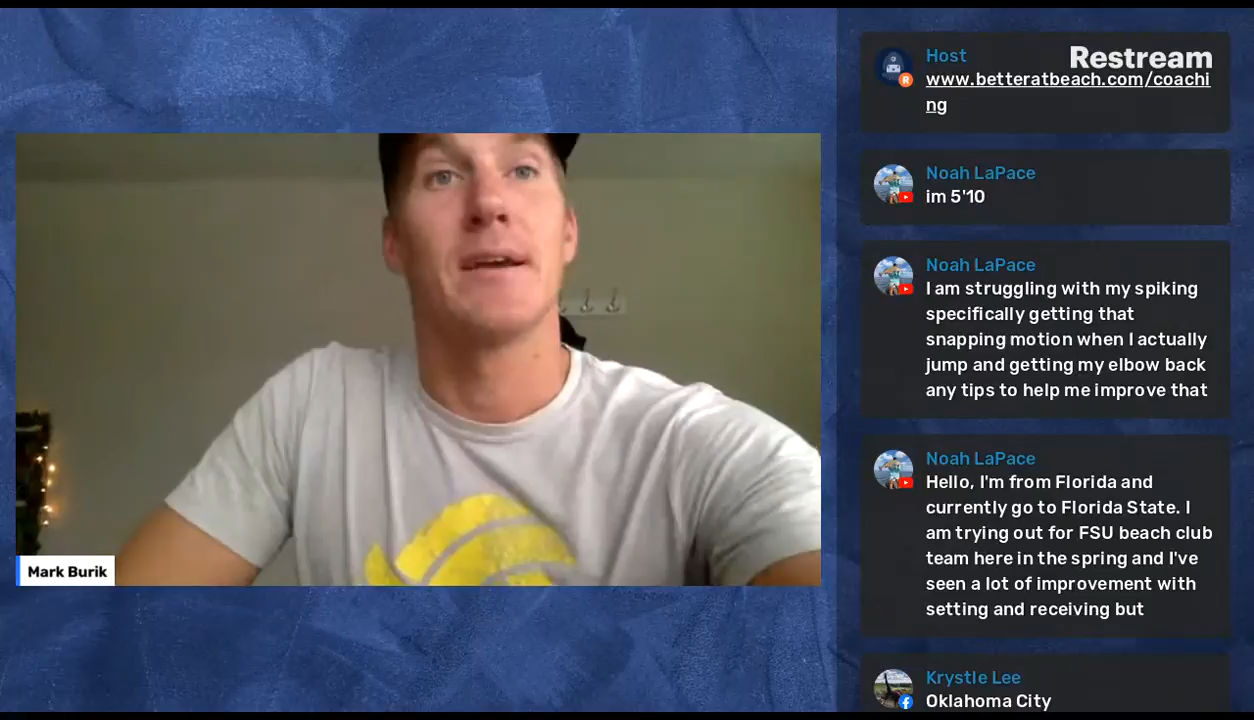 Mark Burik
Restream
Host
www.betteratbeach.com/coachi
ng
Noah LaPace
im 5'10
Noah LaPace
I am struggling with my spiking
specifically getting that
snapping motion when I actually
jump and getting my elbow back
any tips to help me improve that
Noah LaPace
Hello, I'm from Florida and
currently go to Florida State. I
am trying out for FSU beach club
team here in the spring and I've
seen a lot of improvement with
setting and receiving but
Krystle Lee
Oklahoma City